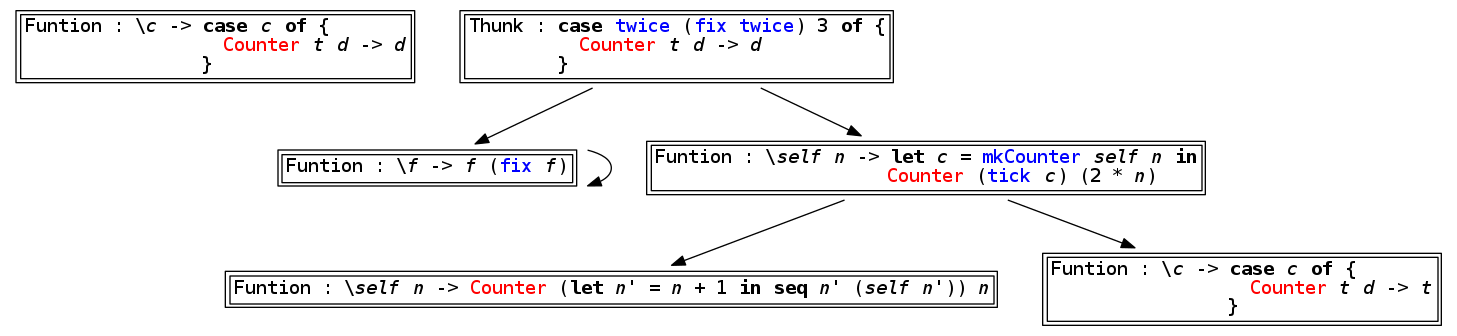 Funtion : \c -> case c of {
Counter t d -> d
}
Thunk : case twice (fix twice) 3 of {
Counter t d -> d
}
Funtion : \f -> f (fix f)
Funtion : \self n -> let c = mkCounter self n in
Counter (tick c) (2 * n)
Funtion : \self n -> Counter (let n' = n + 1 in seq n' (self n')) n
Funtion : \c -> case c of {
Counter t d -> t
}